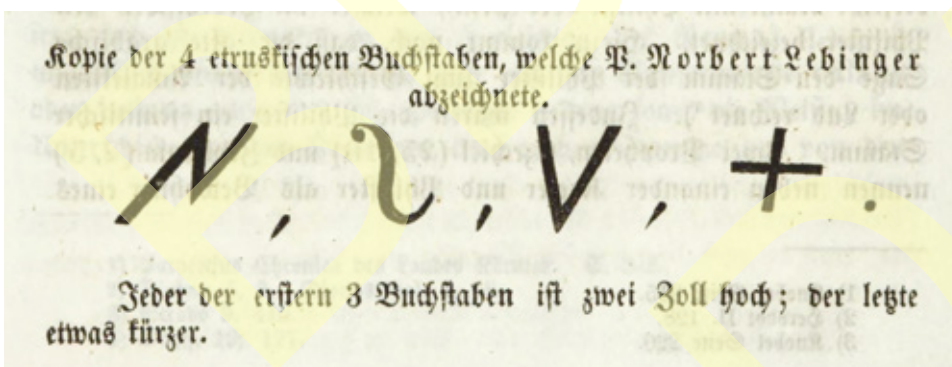 Kopie der 4 etruskischen Buchstaben, welche P. Norbert Lebinger
abzeichnete.
𐌍, 𐌔, V, +.
Jeder der erstern 3 Buchstaben ist zwei Zoll hoch; der letzte
etwas kürzer.